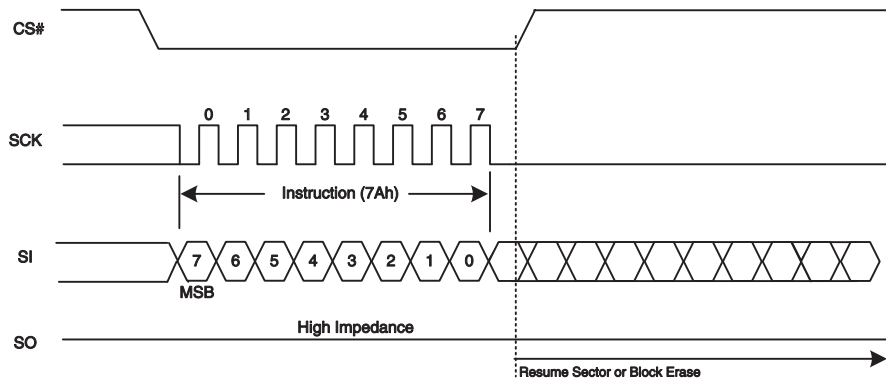 CS#
0 1 2 3 4 5 6 7
SCK
Instruction (7Ah)
SI
7 6 5 4 3 2 1 0
MSB
High Impedance
SO
Resume Sector or Block Erase